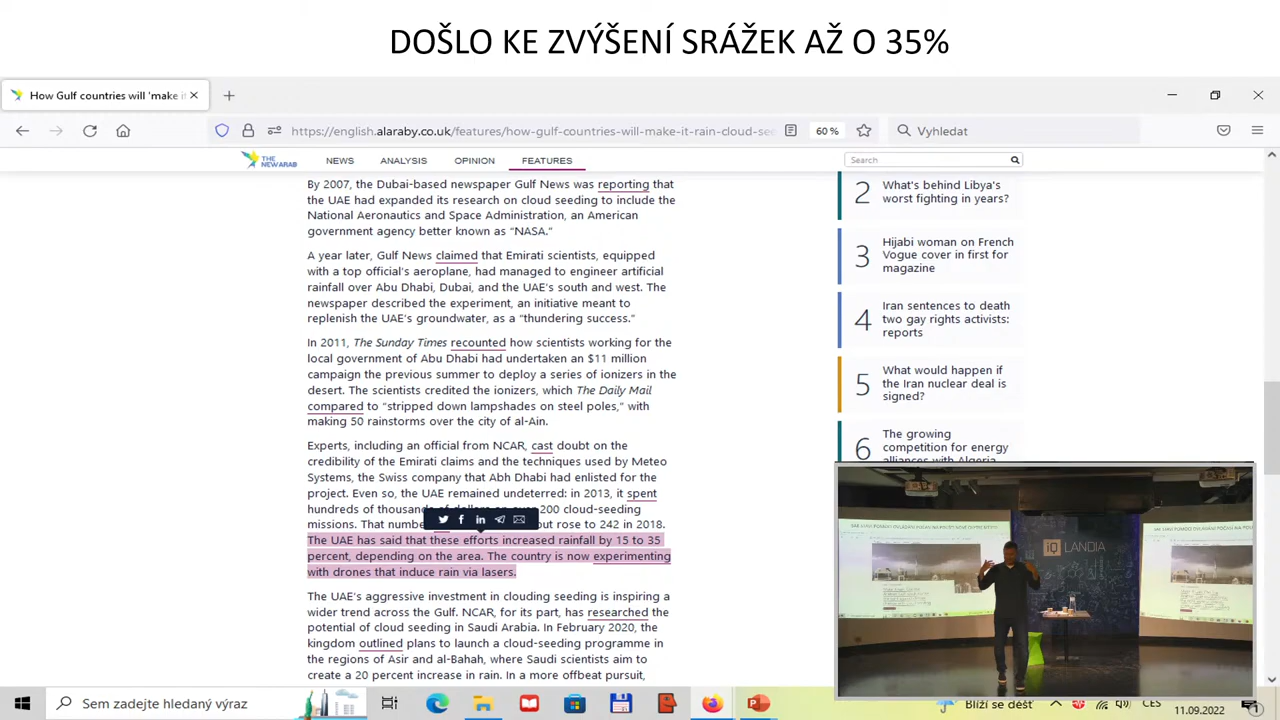 DOŠLO KE ZVÝŠENÍ SRÁŽEK AŽ O 35%
How Gulf countries will 'make it
https://english.alaraby.co.uk/features/how-gulf-countries-will-make-it-rain-cloud-see
60 %
Vyhledat
THE NEWARAB
NEWS
ANALYSIS
OPINION
FEATURES
Search
By 2007, the Dubai-based newspaper Gulf News was reporting that
the UAE had expanded its research on cloud seeding to include the
National Aeronautics and Space Administration, an American
government agency better known as “NASA.”
A year later, Gulf News claimed that Emirati scientists, equipped
with a top official’s aeroplane, had managed to engineer artificial
rainfall over Abu Dhabi, Dubai, and the UAE’s south and west. The
newspaper described the experiment, an initiative meant to
replenish the UAE’s groundwater, as a “thundering success.”
In 2011, The Sunday Times recounted how scientists working for the
local government of Abu Dhabi had undertaken an $11 million
campaign the previous summer to deploy a series of ionizers in the
desert. The scientists credited the ionizers, which The Daily Mail
compared to “stripped down lampshades on steel poles,” with
making 50 rainstorms over the city of al-Ain.
Experts, including an official from NCAR, cast doubt on the
credibility of the Emirati claims and the techniques used by Meteo
Systems, the Swiss company that Abh Dhabi had enlisted for the
project. Even so, the UAE remained undeterred: in 2013, it spent
hundreds of thousands of dollars on over 200 cloud-seeding
missions. That numb but rose to 242 in 2018.
The UAE has said that these efforts increased rainfall by 15 to 35
percent, depending on the area. The country is now experimenting
with drones that induce rain via lasers.
The UAE’s aggressive investment in clouding seeding is inspiring a
wider trend across the Gulf. NCAR, for its part, has researched the
potential of cloud seeding in Saudi Arabia. In February 2020, the
kingdom outlined plans to launch a cloud-seeding programme in
the regions of Asir and al-Bahah, where Saudi scientists aim to
create a 20 percent increase in rain. In a more offbeat pursuit,
2
What's behind Libya's
worst fighting in years?
3
Hijabi woman on French
Vogue cover in first for
magazine
4
Iran sentences to death
two gay rights activists:
reports
5
What would happen if
the Iran nuclear deal is
signed?
6
The growing
competition for energy
alliances with Algeria
iQ LANDIA
Sem zadejte hledaný výraz
Blíží se déšť
CES
11.09.2022
1